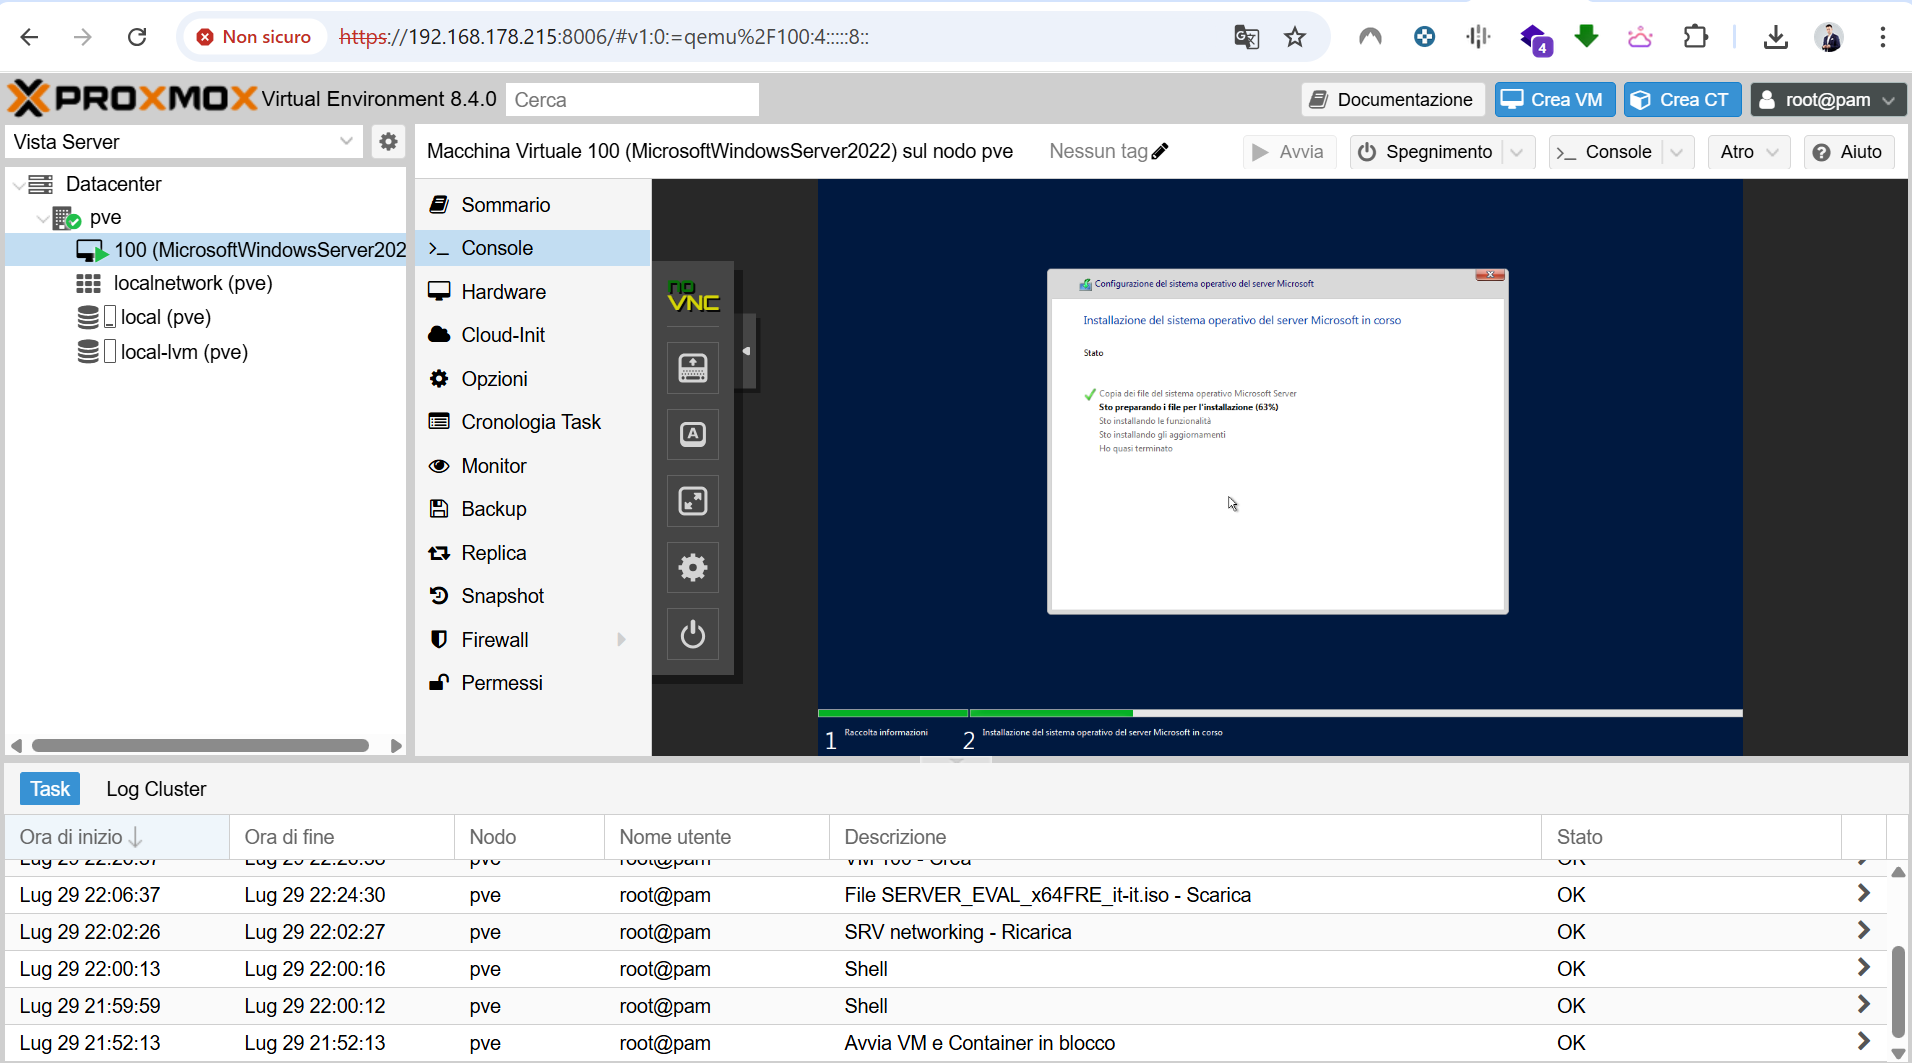 Non sicuro
https://192.168.178.215:8006/#v1:0:=qemu%2F100:4:::::8::
4
PROXMOX Virtual Environment 8.4.0
Cerca
Documentazione
Crea VM
Crea CT
root@pam
Vista Server
Macchina Virtuale 100 (MicrosoftWindowsServer2022) sul nodo pve
Nessun tag
Avvia
Spegnimento
Console
Atro
Aiuto
Datacenter
pve
100 (MicrosoftWindowsServer202
localnetwork (pve)
local (pve)
local-lvm (pve)
Sommario
Console
Hardware
Cloud-Init
Opzioni
Cronologia Task
Monitor
Backup
Replica
Snapshot
Firewall
Permessi
no
VNC
A
Configurazione del sistema operativo del server Microsoft
Installazione del sistema operativo del server Microsoft in corso
Stato
Copia dei file del sistema operativo Microsoft Server
Sto preparando i file per l'installazione (63%)
Sto installando le funzionalità
Sto installando gli aggiornamenti
Ho quasi terminato
1 Raccolta informazioni
2 Installazione del sistema operativo del server Microsoft in corso
Task
Log Cluster
Ora di inizio Ora di fine Nodo Nome utente Descrizione Stato
pve root@pam VM 100 - Crea OK
Lug 29 22:06:37 Lug 29 22:24:30 pve root@pam File SERVER_EVAL_x64FRE_it-it.iso - Scarica OK
Lug 29 22:02:26 Lug 29 22:02:27 pve root@pam SRV networking - Ricarica OK
Lug 29 22:00:13 Lug 29 22:00:16 pve root@pam Shell OK
Lug 29 21:59:59 Lug 29 22:00:12 pve root@pam Shell OK
Lug 29 21:52:13 Lug 29 21:52:13 pve root@pam Avvia VM e Container in blocco OK